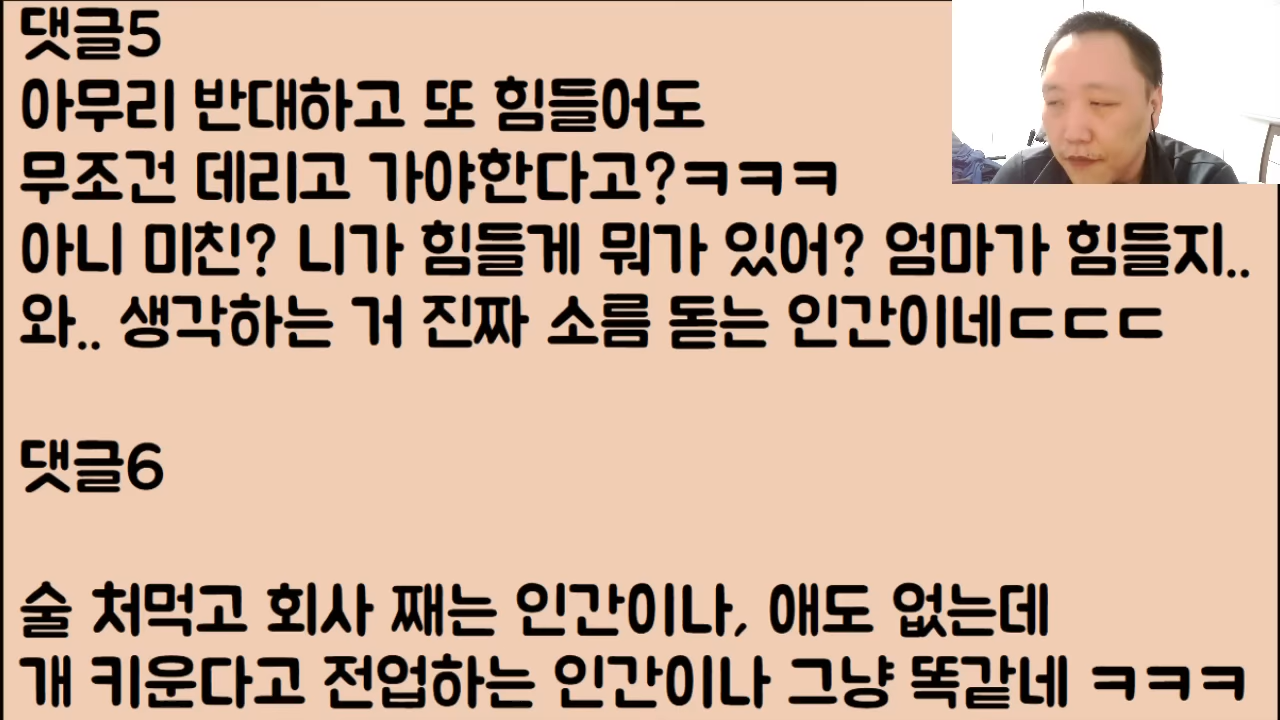 댓글5
아무리 반대하고 또 힘들어도
무조건 데리고 가야한다고?ㅋㅋㅋ
아니 미친? 니가 힘들게 뭐가 있어? 엄마가 힘들지..
와.. 생각하는 거 진짜 소름 돋는 인간이네ㄷㄷㄷ
댓글6
술 처먹고 회사 째는 인간이나, 애도 없는데
개 키운다고 전업하는 인간이나 그냥 똑같네 ㅋㅋㅋ